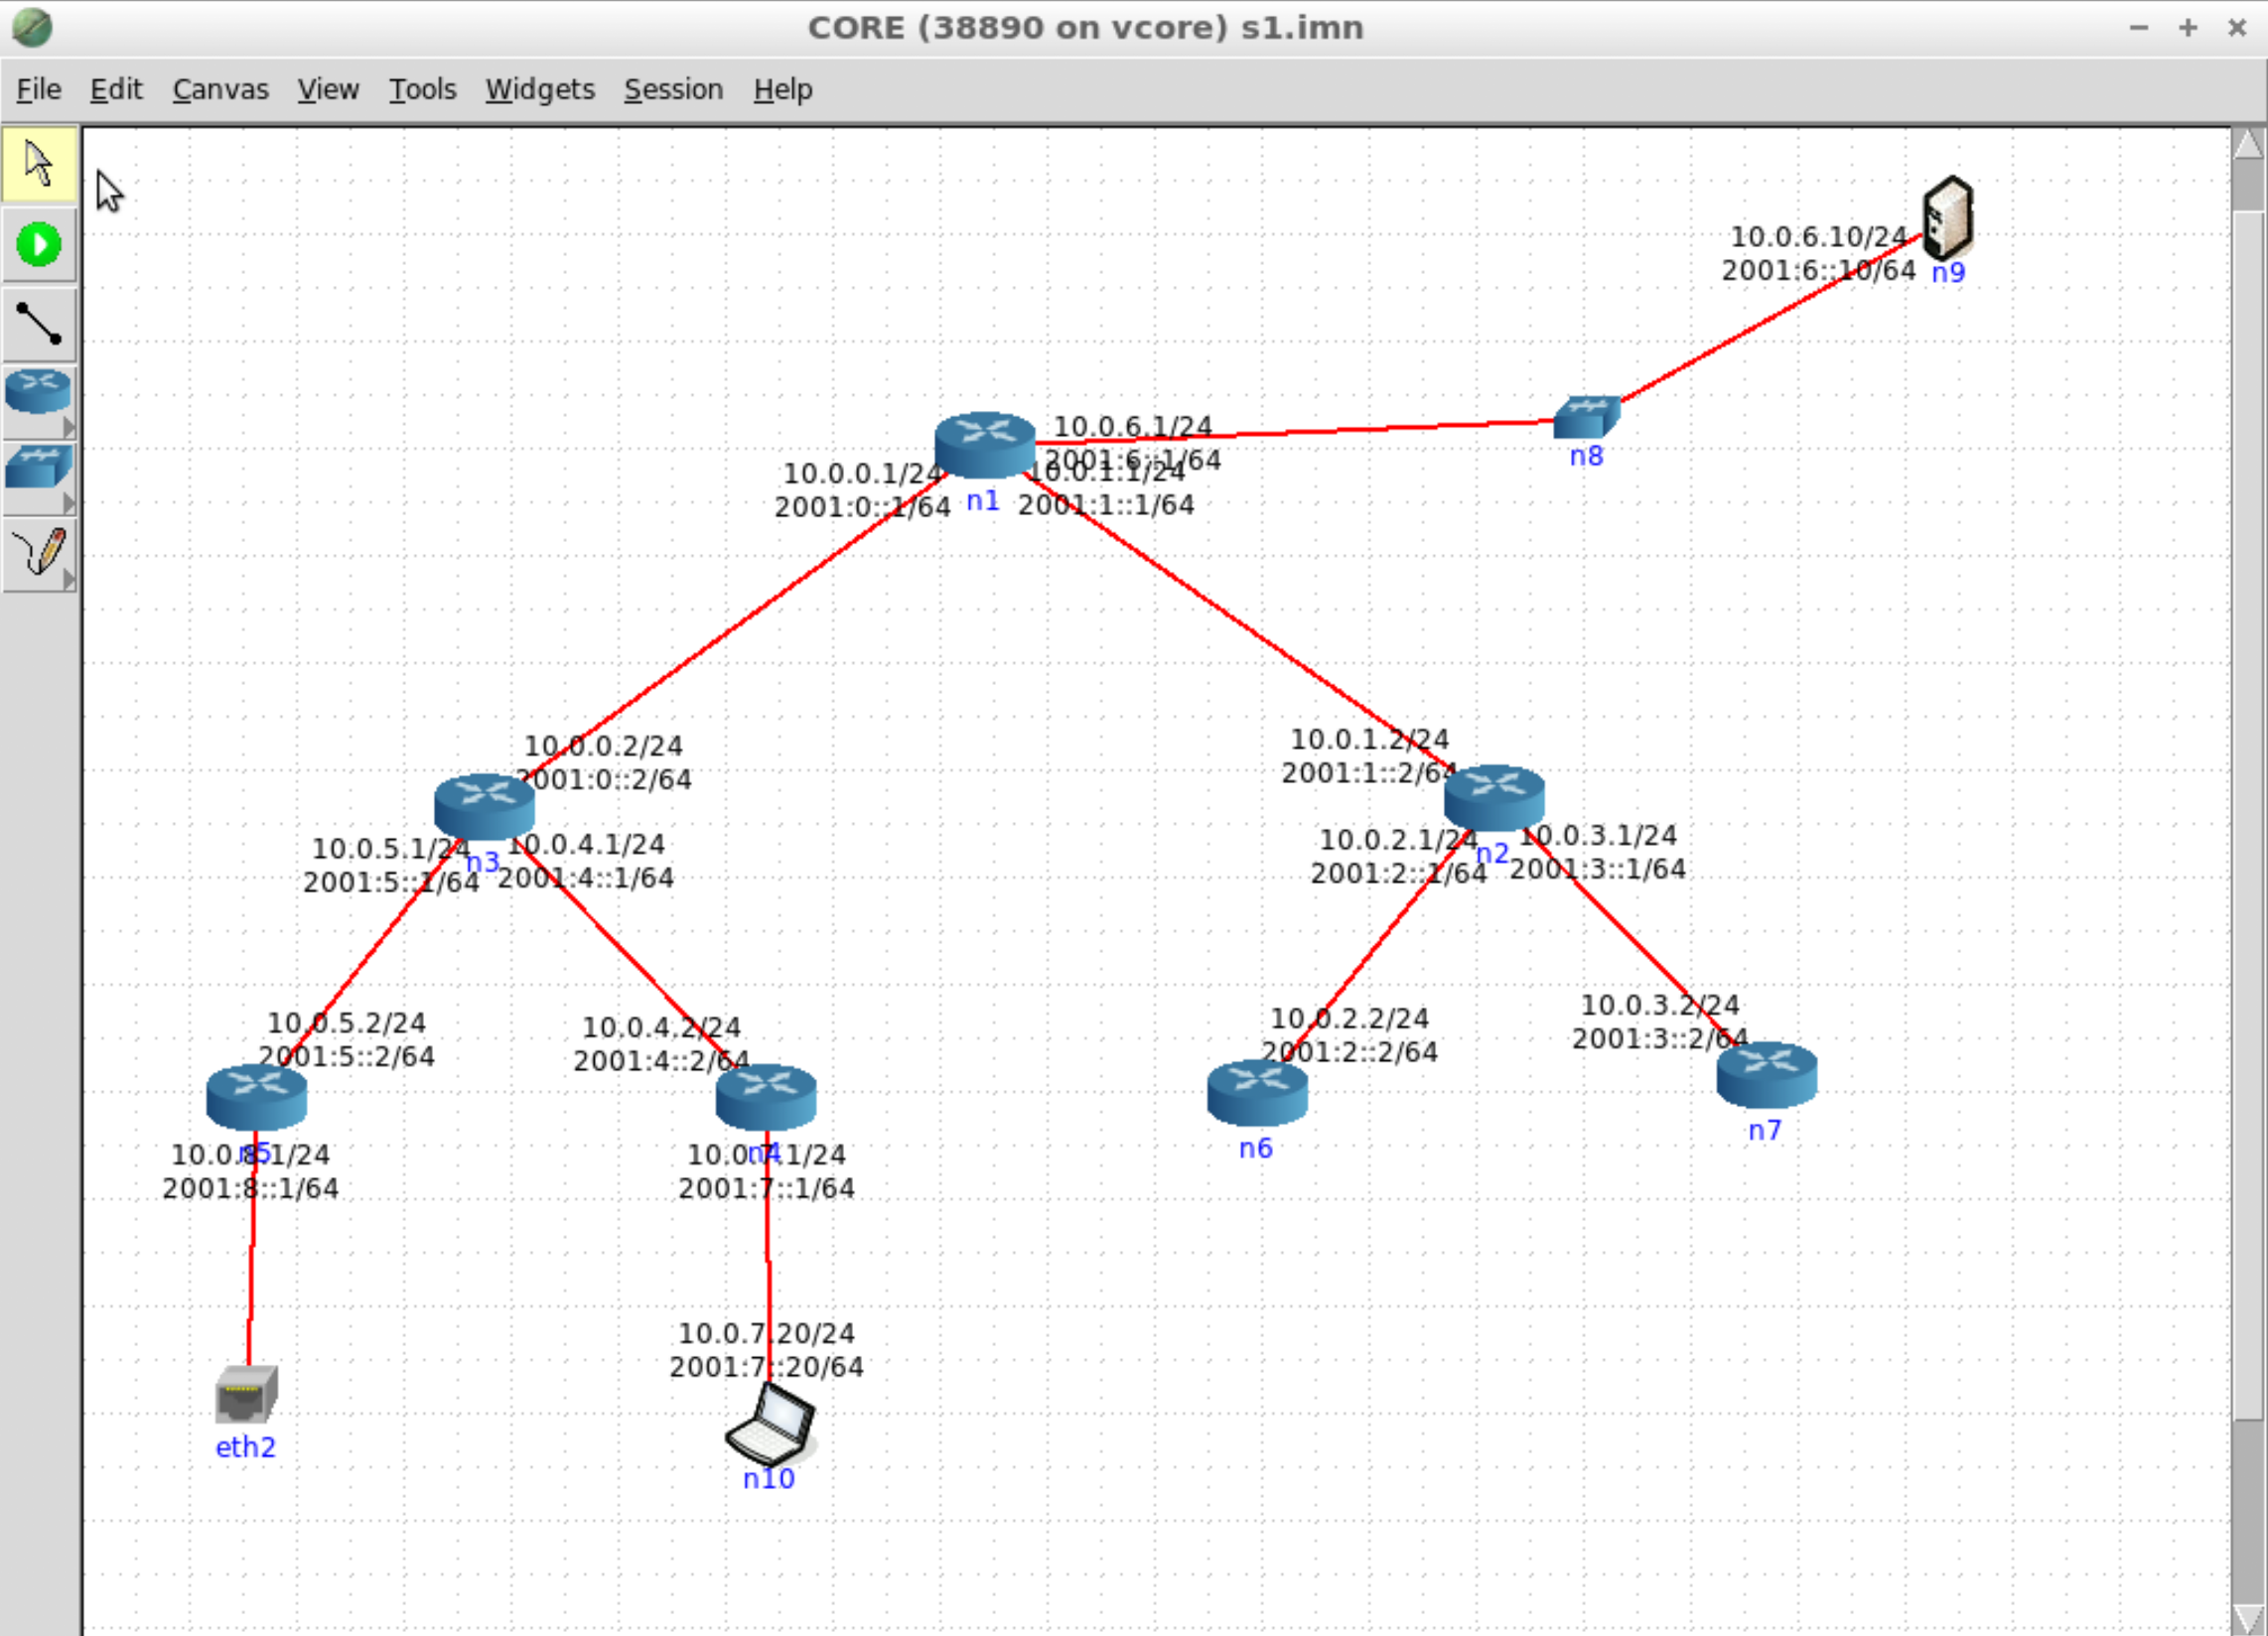 CORE (38890 on vcore) s1.imn
File Edit Canvas View Tools Widgets Session Help
10.0.6.10/24
2001:6::10/64
n9
10.0.6.1/24
2001:6::1/64
n8
10.0.0.1/24
2001:0::1/64
n1
10.0.1.1/24
2001:1::1/64
10.0.0.2/24
2001:0::2/64
10.0.1.2/24
2001:1::2/64
10.0.5.1/24
2001:5::1/64
n3
10.0.4.1/24
2001:4::1/64
10.0.2.1/24
2001:2::1/64
n2
10.0.3.1/24
2001:3::1/64
10.0.5.2/24
2001:5::2/64
10.0.4.2/24
2001:4::2/64
10.0.2.2/24
2001:2::2/64
10.0.3.2/24
2001:3::2/64
n5
10.0.8.1/24
2001:8::1/64
n4
10.0.7.1/24
2001:7::1/64
n6
n7
10.0.7.20/24
2001:7::20/64
eth2
n10